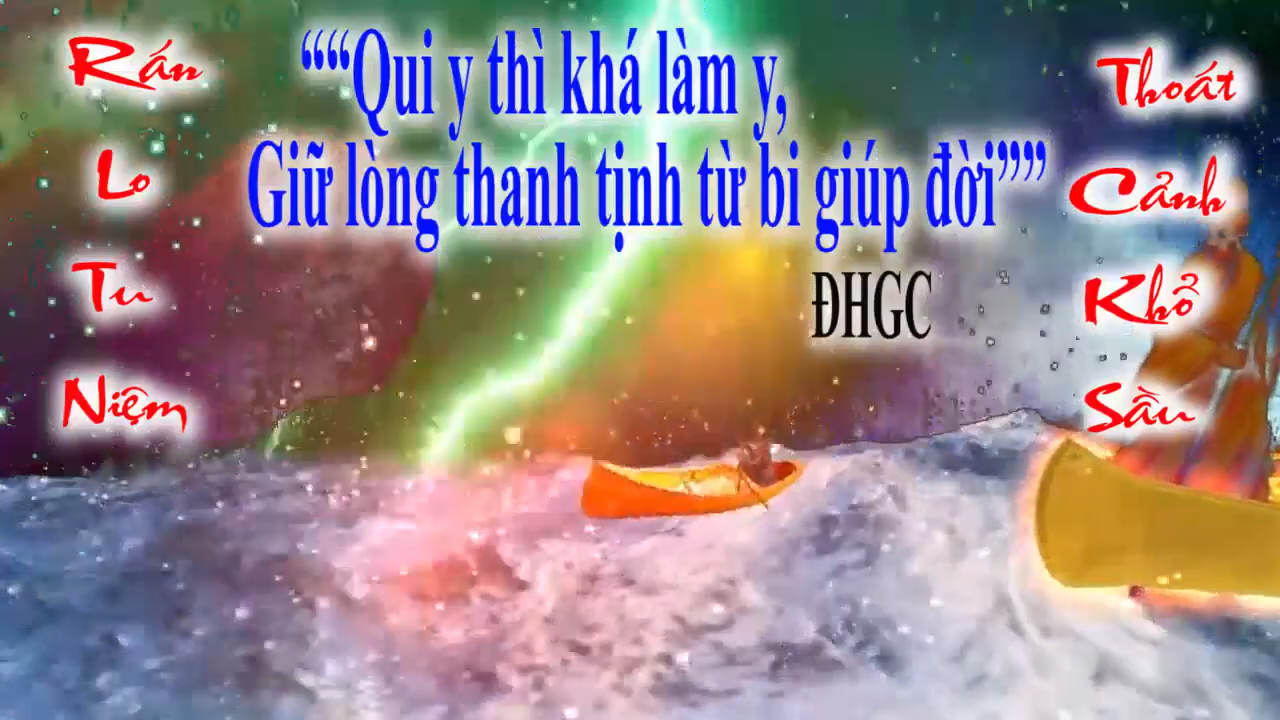 Rấn
Lo
Tu
Niệm
““Qui y thì khá làm y,
Giữ lòng thanh tịnh từ bi giúp đời””
ĐHGC
Thoát
Cảnh
Khổ
Sầu